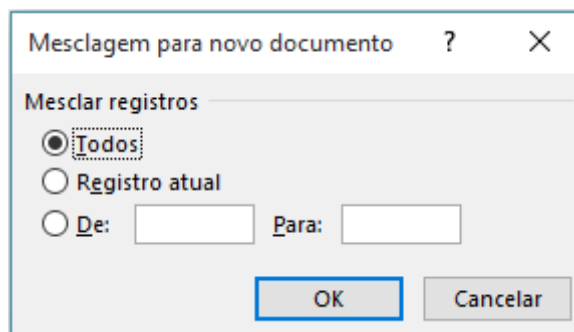 Mesclagem para novo documento ?
Mesclar registros
Todos
Registro atual
De: Para:
OK Cancelar